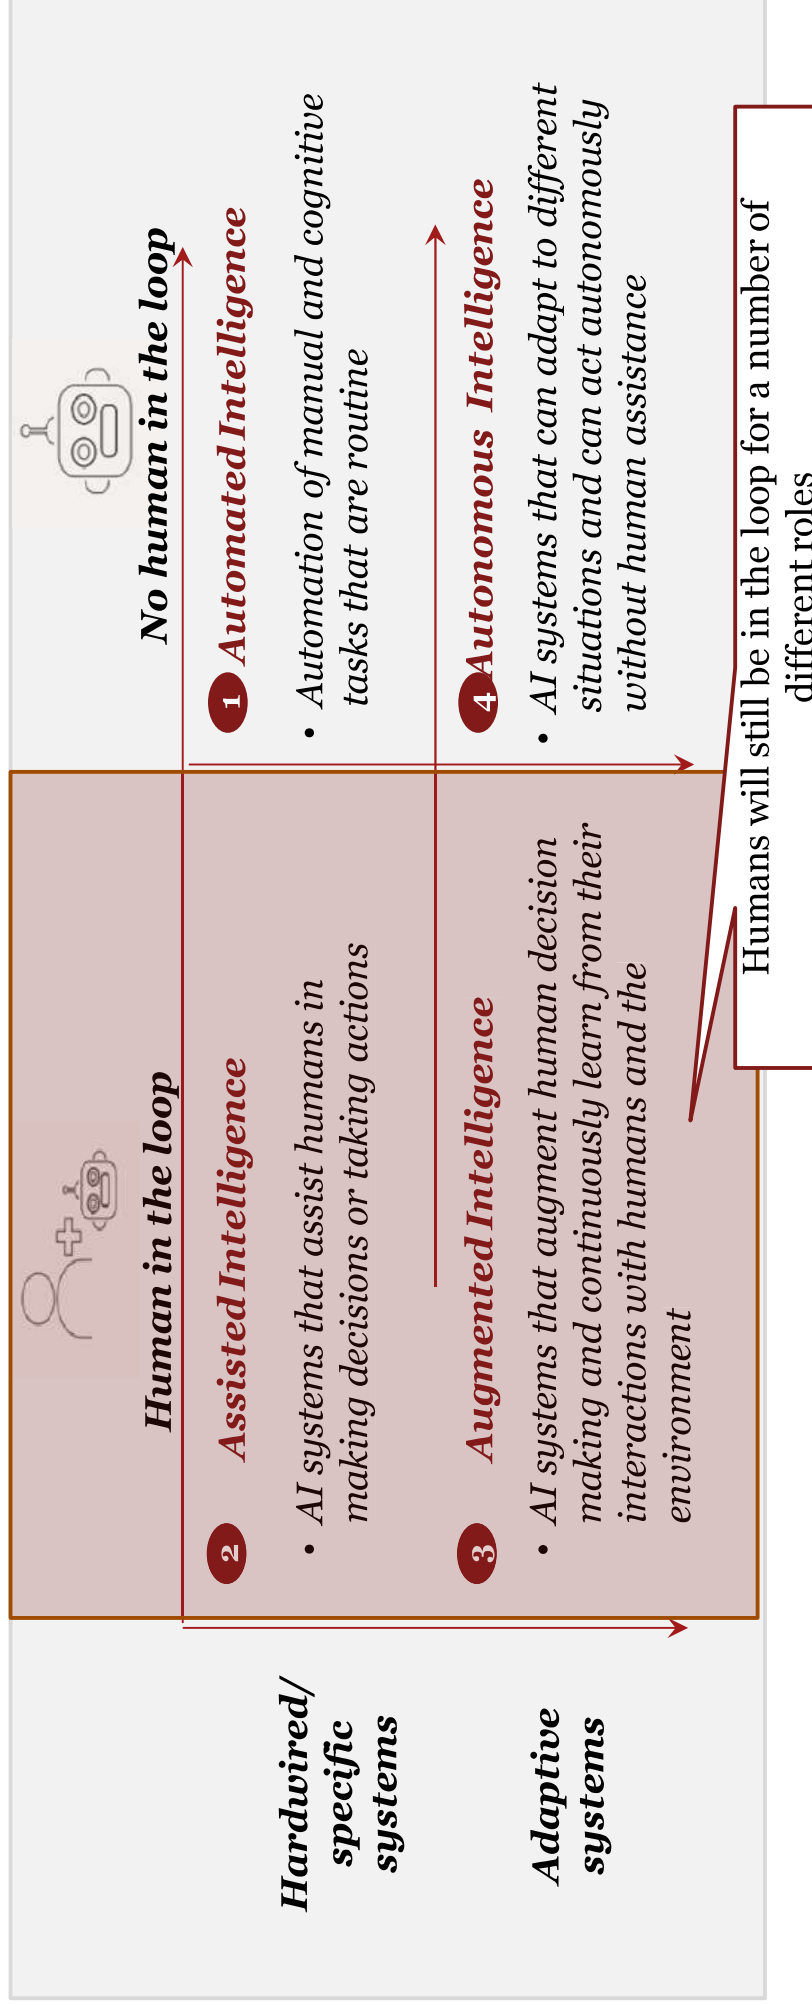 Human in the loop
No human in the loop
Hardwired/
specific
systems
2
Assisted Intelligence
• AI systems that assist humans in
making decisions or taking actions
1
Automated Intelligence
• Automation of manual and cognitive
tasks that are routine
Adaptive
systems
3
Augmented Intelligence
• AI systems that augment human decision
making and continuously learn from their
interactions with humans and the
environment
4
Autonomous Intelligence
• AI systems that can adapt to different
situations and can act autonomously
without human assistance
Humans will still be in the loop for a number of
different roles